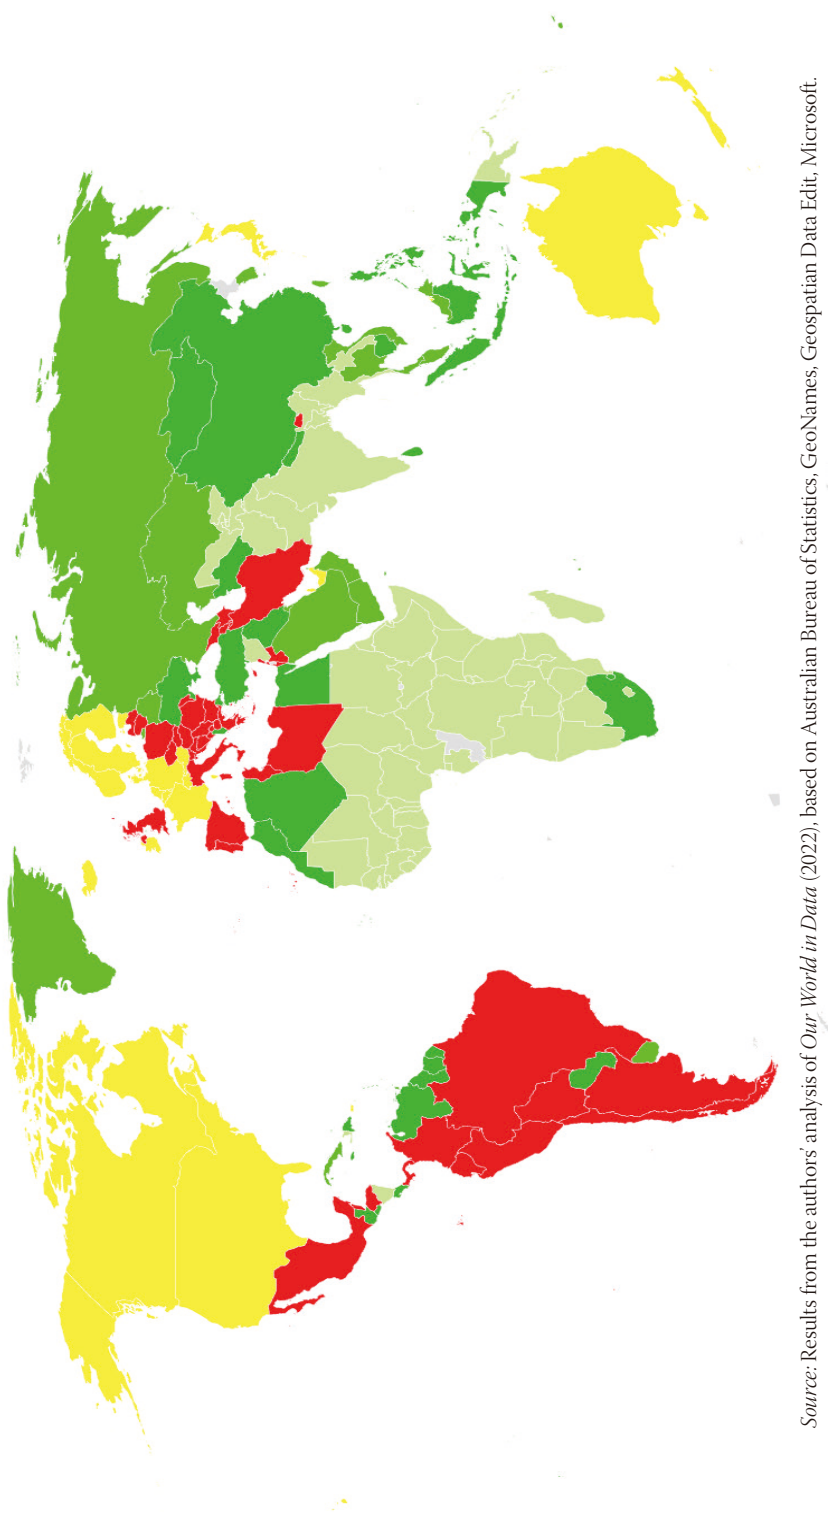 Source: Results from the authors' analysis of Our World in Data (2022), based on Australian Bureau of Statistics, GeoNames, Geospatian Data Edit, Microsoft.